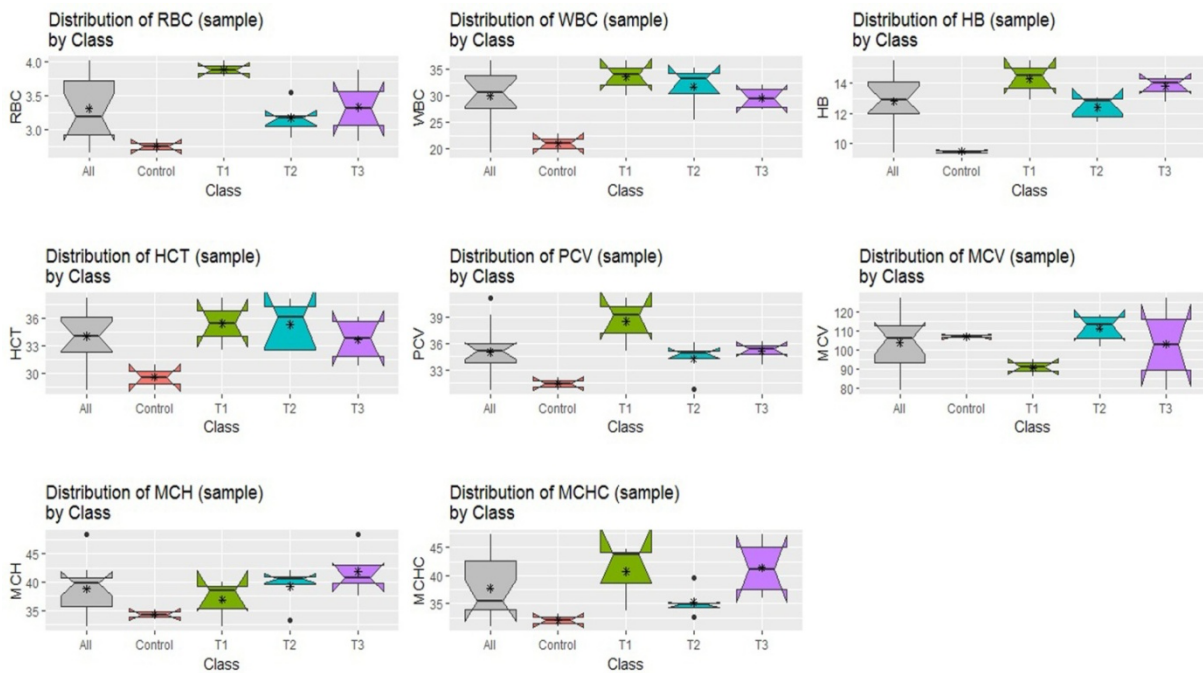 Distribution of RBC (sample)
by Class
RBC
4.0
3.5
3.0
All Control T1 T2 T3
Class
Distribution of WBC (sample)
by Class
WBC
35
30
25
20
All Control T1 T2 T3
Class
Distribution of HB (sample)
by Class
HB
14
12
10
All Control T1 T2 T3
Class
Distribution of HCT (sample)
by Class
HCT
36
33
30
All Control T1 T2 T3
Class
Distribution of PCV (sample)
by Class
PCV
39
36
33
All Control T1 T2 T3
Class
Distribution of MCV (sample)
by Class
MCV
120
110
100
90
80
All Control T1 T2 T3
Class
Distribution of MCH (sample)
by Class
MCH
45
40
35
All Control T1 T2 T3
Class
Distribution of MCHC (sample)
by Class
MCHC
45
40
35
All Control T1 T2 T3
Class